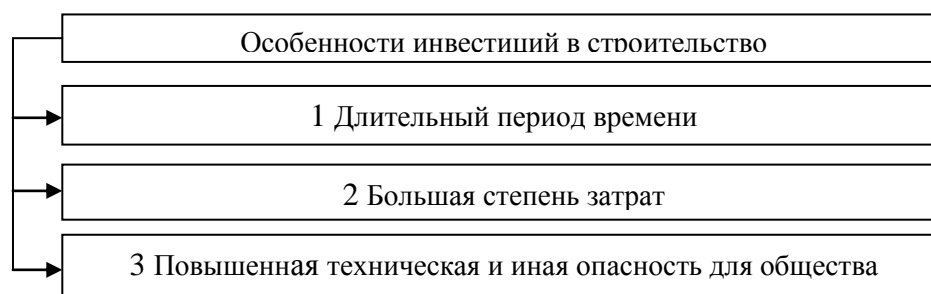 Особенности инвестиций в строительство
1 Длительный период времени
2 Большая степень затрат
3 Повышенная техническая и иная опасность для общества